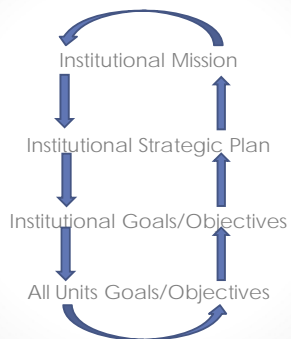 Institutional Mission
Institutional Strategic Plan
Institutional Goals/Objectives
All Units Goals/Objectives